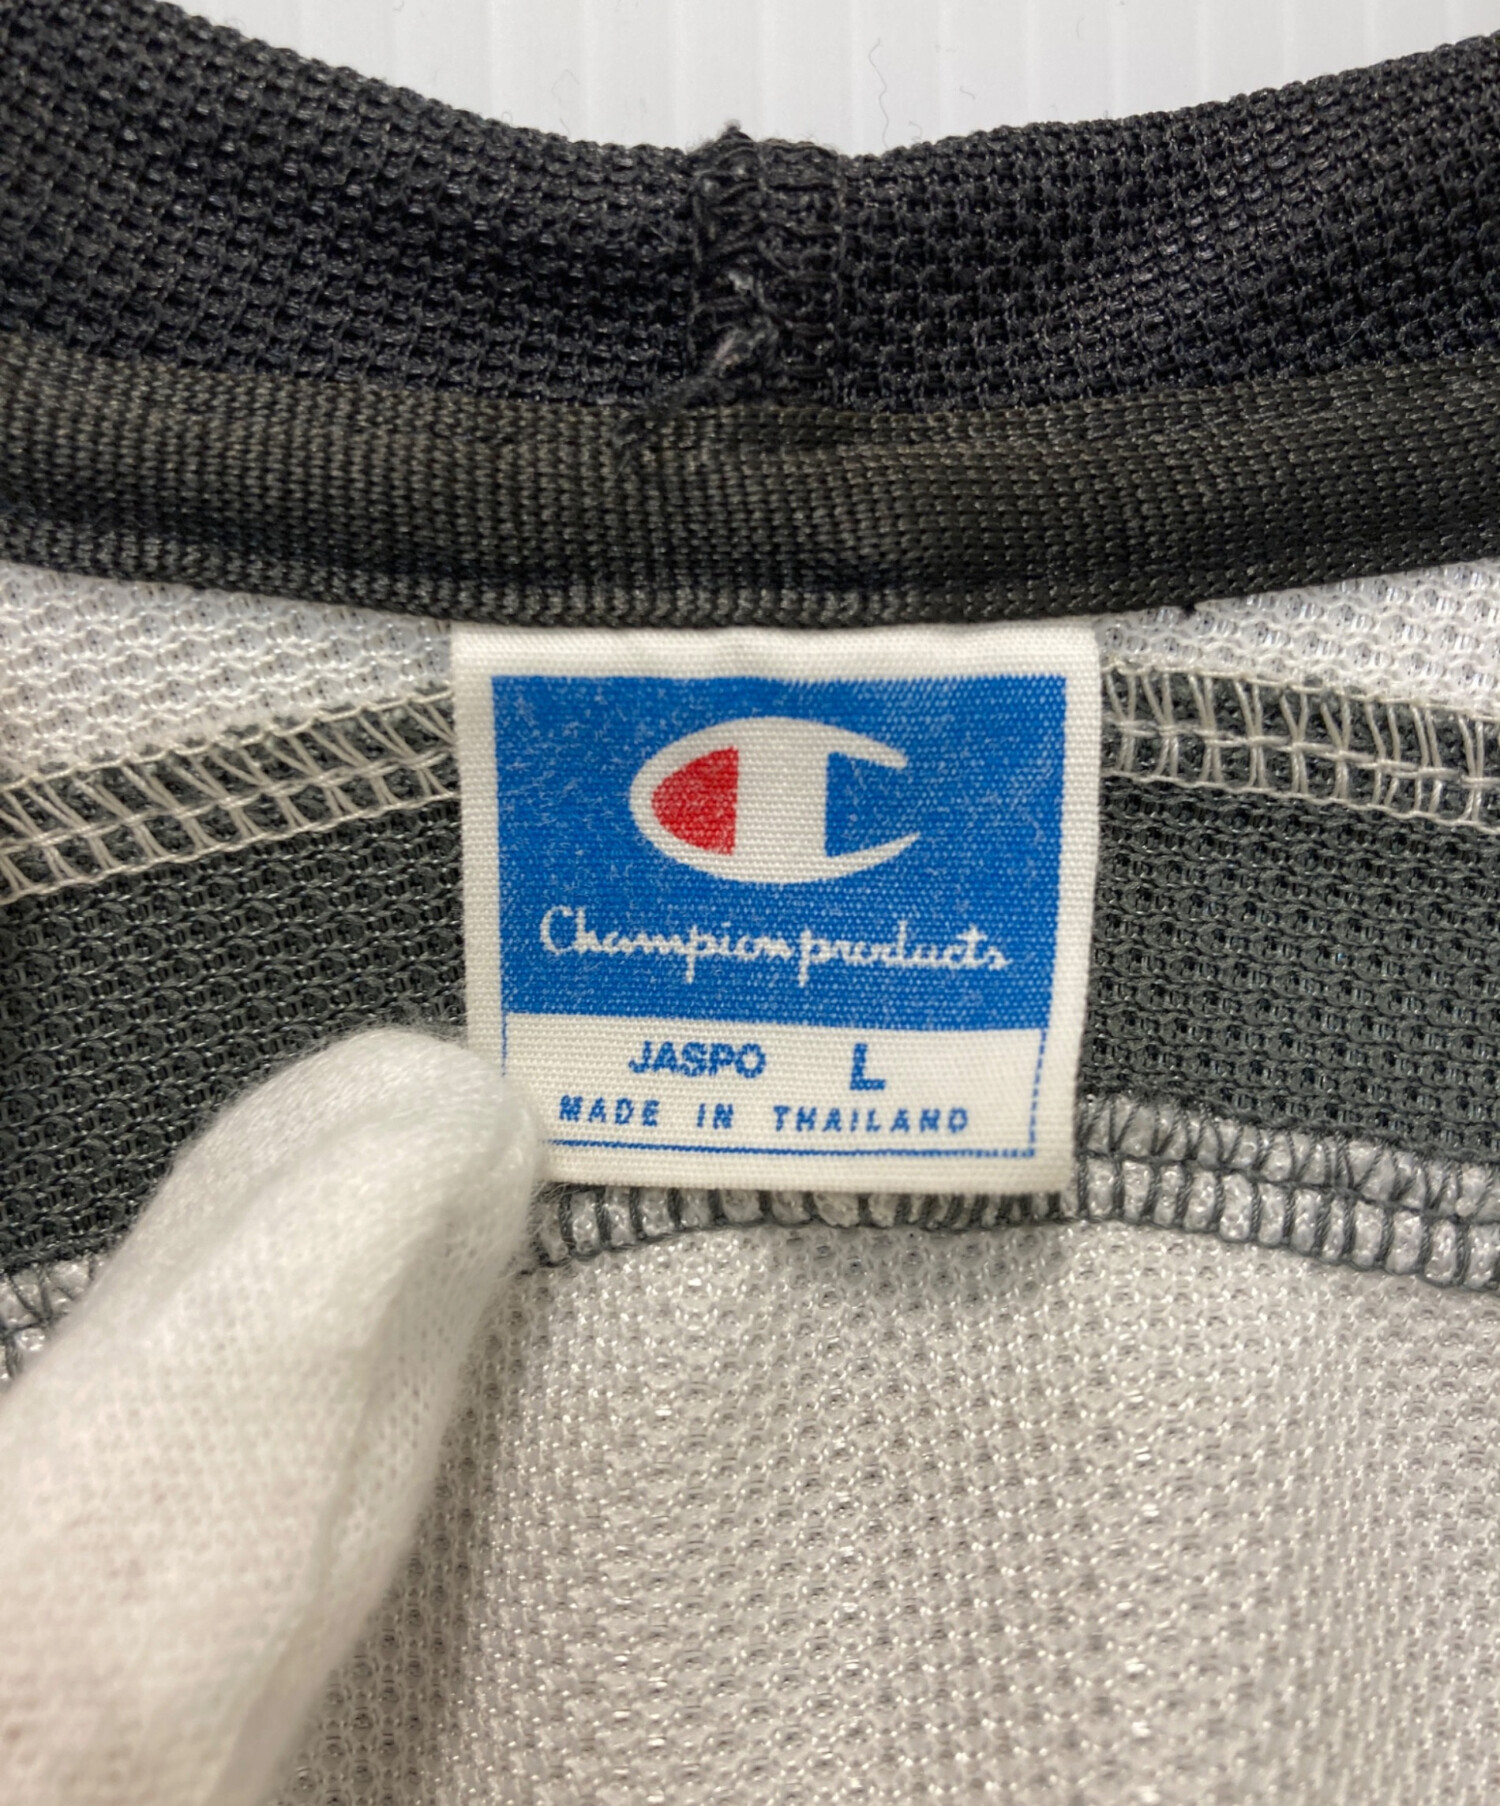 Champion products
JASPO L
MADE IN THAILAND